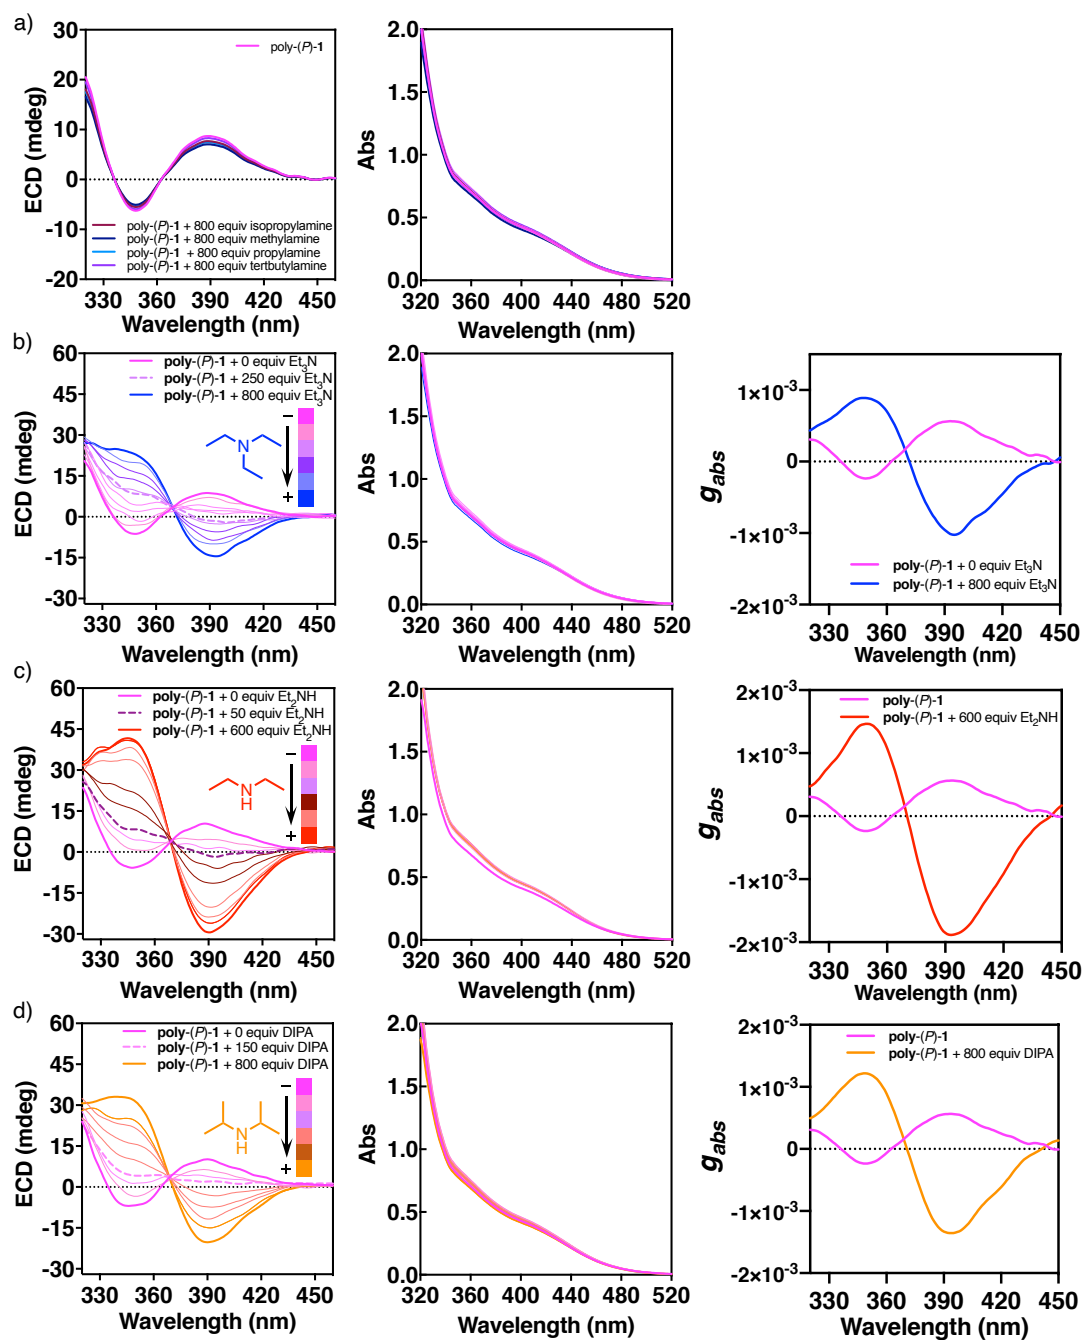 a)
ECD (mdeg)
30
20
10
0
-10
-20
poly-(P)-1
poly-(P)-1 + 800 equiv isopropylamine
poly-(P)-1 + 800 equiv methylamine
poly-(P)-1 + 800 equiv propylamine
poly-(P)-1 + 800 equiv tertbutylamine
330 360 390 420 450
Wavelength (nm)
Abs
2.0
1.5
1.0
0.5
0.0
320 360 400 440 480 520
Wavelength (nm)
b)
ECD (mdeg)
60
45
30
15
0
-15
-30
poly-(P)-1 + 0 equiv Et3N
poly-(P)-1 + 250 equiv Et3N
poly-(P)-1 + 800 equiv Et3N
N
−
+
330 360 390 420 450
Wavelength (nm)
Abs
2.0
1.5
1.0
0.5
0.0
320 360 400 440 480 520
Wavelength (nm)
gabs
1×10-3
0
-1×10-3
-2×10-3
poly-(P)-1 + 0 equiv Et3N
poly-(P)-1 + 800 equiv Et3N
330 360 390 420 450
Wavelength (nm)
c)
ECD (mdeg)
60
45
30
15
0
-15
-30
poly-(P)-1 + 0 equiv Et2NH
poly-(P)-1 + 50 equiv Et2NH
poly-(P)-1 + 600 equiv Et2NH
N
H
−
+
330 360 390 420 450
Wavelength (nm)
Abs
2.0
1.5
1.0
0.5
0.0
320 360 400 440 480 520
Wavelength (nm)
gabs
2×10-3
1×10-3
0
-1×10-3
-2×10-3
poly-(P)-1
poly-(P)-1 + 600 equiv Et2NH
330 360 390 420 450
Wavelength (nm)
d)
ECD (mdeg)
60
45
30
15
0
-15
-30
poly-(P)-1 + 0 equiv DIPA
poly-(P)-1 + 150 equiv DIPA
poly-(P)-1 + 800 equiv DIPA
N
H
−
+
330 360 390 420 450
Wavelength (nm)
Abs
2.0
1.5
1.0
0.5
0.0
320 360 400 440 480 520
Wavelength (nm)
gabs
2×10-3
1×10-3
0
-1×10-3
-2×10-3
poly-(P)-1
poly-(P)-1 + 800 equiv DIPA
330 360 390 420 450
Wavelength (nm)